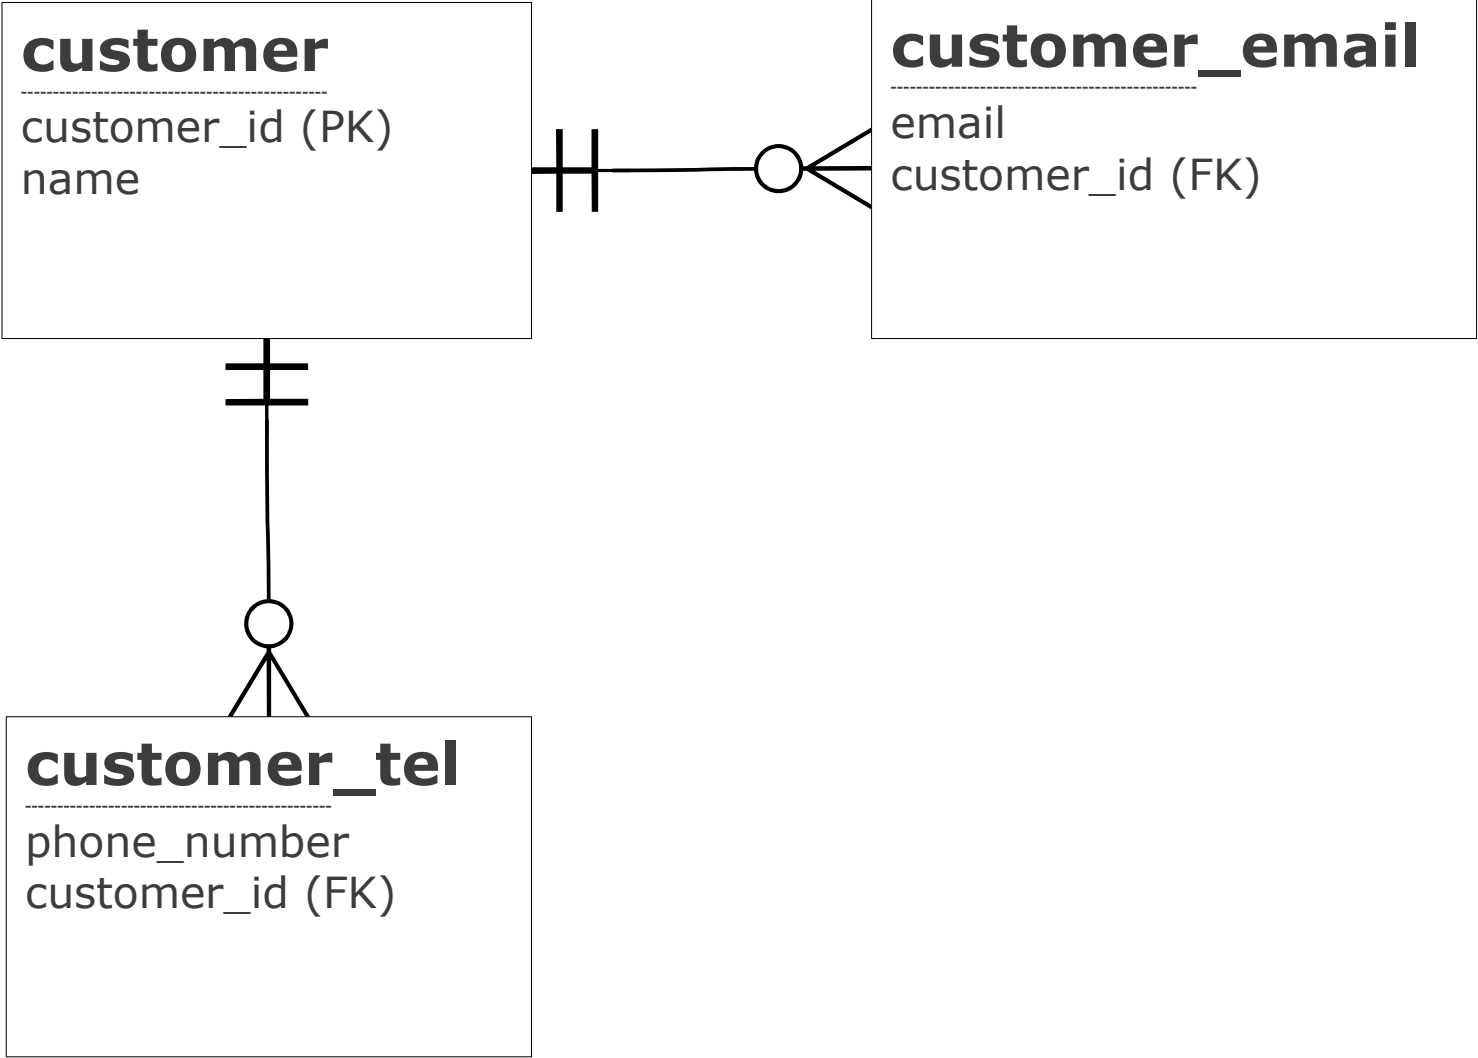 customer
customer_id (PK)
name
customer_email
email
customer_id (FK)
customer_tel
phone_number
customer_id (FK)